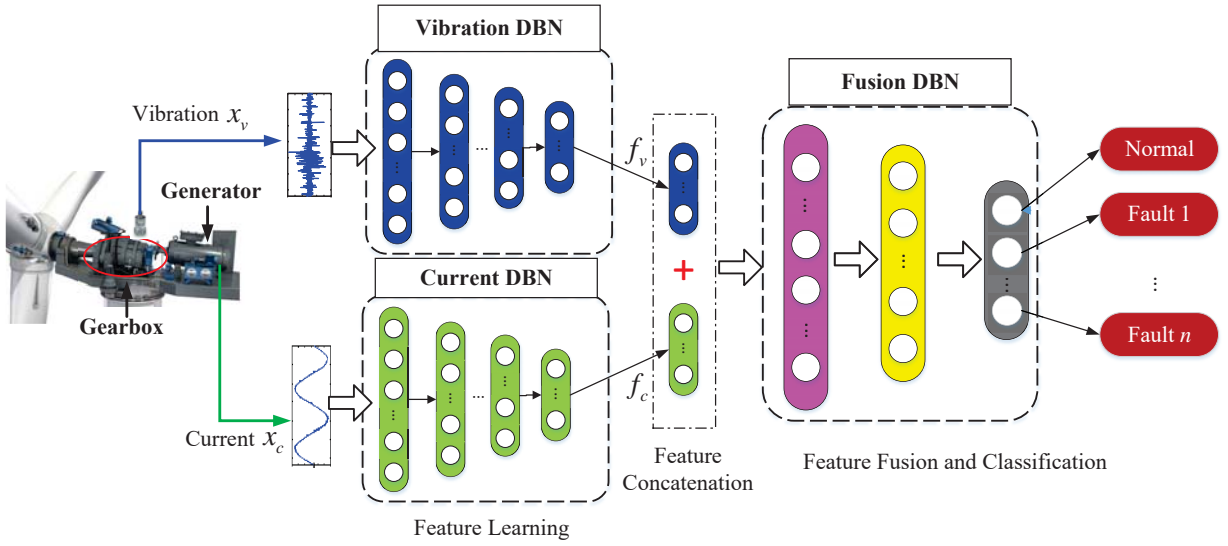 Vibration DBN
Fusion DBN
Vibration x_v
Generator
f_v
Normal
Fault 1
...
Fault n
Gearbox
Current DBN
+
f_c
Current x_c
Feature
Concatenation
Feature Fusion and Classification
Feature Learning